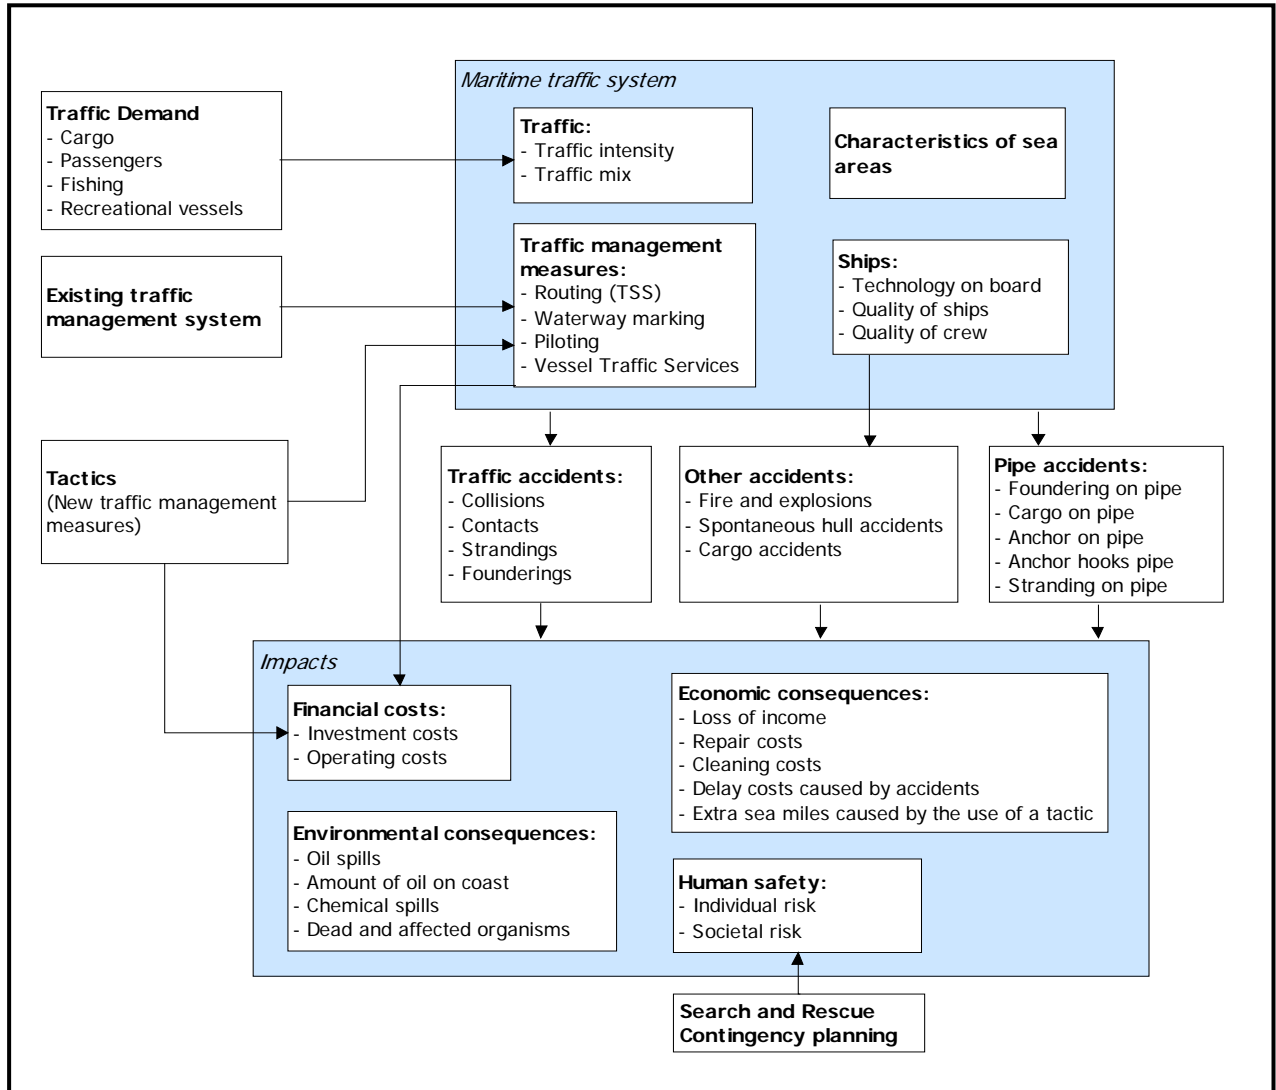 Maritime traffic system
Traffic Demand
- Cargo
- Passengers
- Fishing
- Recreational vessels
Traffic:
- Traffic intensity
- Traffic mix
Characteristics of sea
areas
Existing traffic
management system
Traffic management
measures:
- Routing (TSS)
- Waterway marking
- Piloting
- Vessel Traffic Services
Ships:
- Technology on board
- Quality of ships
- Quality of crew
Tactics
(New traffic management
measures)
Traffic accidents:
- Collisions
- Contacts
- Strandings
- Founderings
Other accidents:
- Fire and explosions
- Spontaneous hull accidents
- Cargo accidents
Pipe accidents:
- Foundering on pipe
- Cargo on pipe
- Anchor on pipe
- Anchor hooks pipe
- Stranding on pipe
Impacts
Financial costs:
- Investment costs
- Operating costs
Economic consequences:
- Loss of income
- Repair costs
- Cleaning costs
- Delay costs caused by accidents
- Extra sea miles caused by the use of a tactic
Environmental consequences:
- Oil spills
- Amount of oil on coast
- Chemical spills
- Dead and affected organisms
Human safety:
- Individual risk
- Societal risk
Search and Rescue
Contingency planning